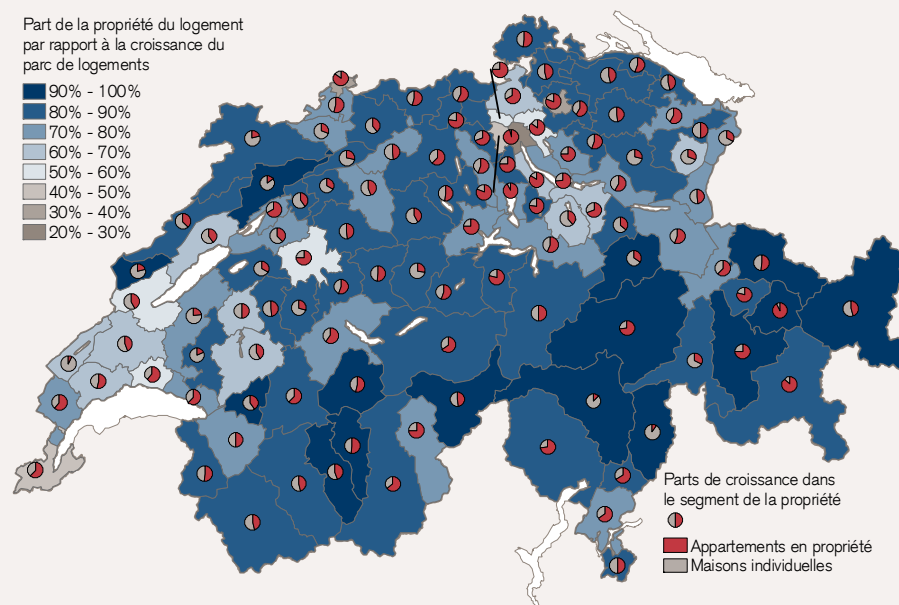 Part de la propriété du logement
par rapport à la croissance du
parc de logements
90% - 100%
80% - 90%
70% - 80%
60% - 70%
50% - 60%
40% - 50%
30% - 40%
20% - 30%
Parts de croissance dans
le segment de la propriété
Appartements en propriété
Maisons individuelles